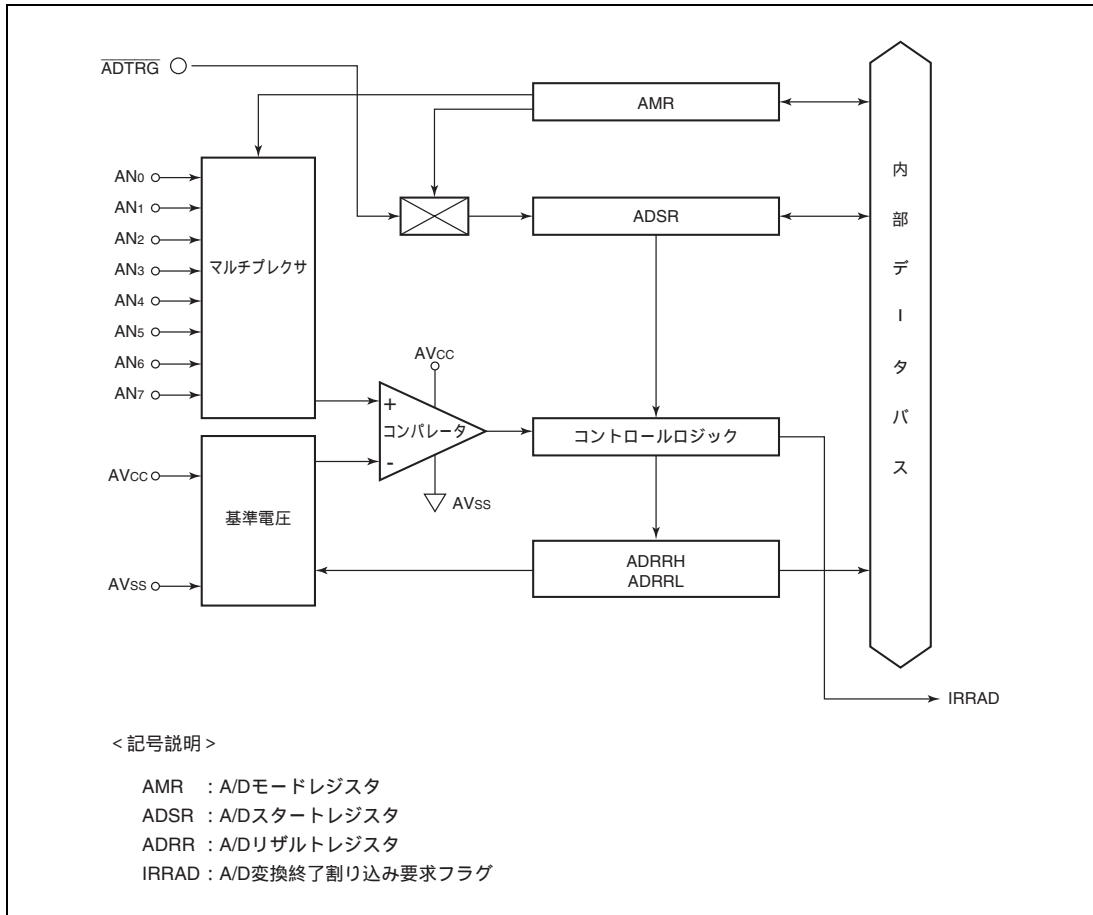 ADTRG
AMR
AN0
AN1
AN2
AN3
AN4
AN5
AN6
AN7
マルチプレクサ
ADSR
内部データバス
AVCC
+
コンパレータ
-
AVSS
コントロールロジック
AVCC
基準電圧
AVSS
ADRRH
ADRRL
IRRAD
<記号説明>
AMR :A/Dモードレジスタ
ADSR :A/Dスタートレジスタ
ADRR :A/Dリザルトレジスタ
IRRAD :A/D変換終了割り込み要求フラグ